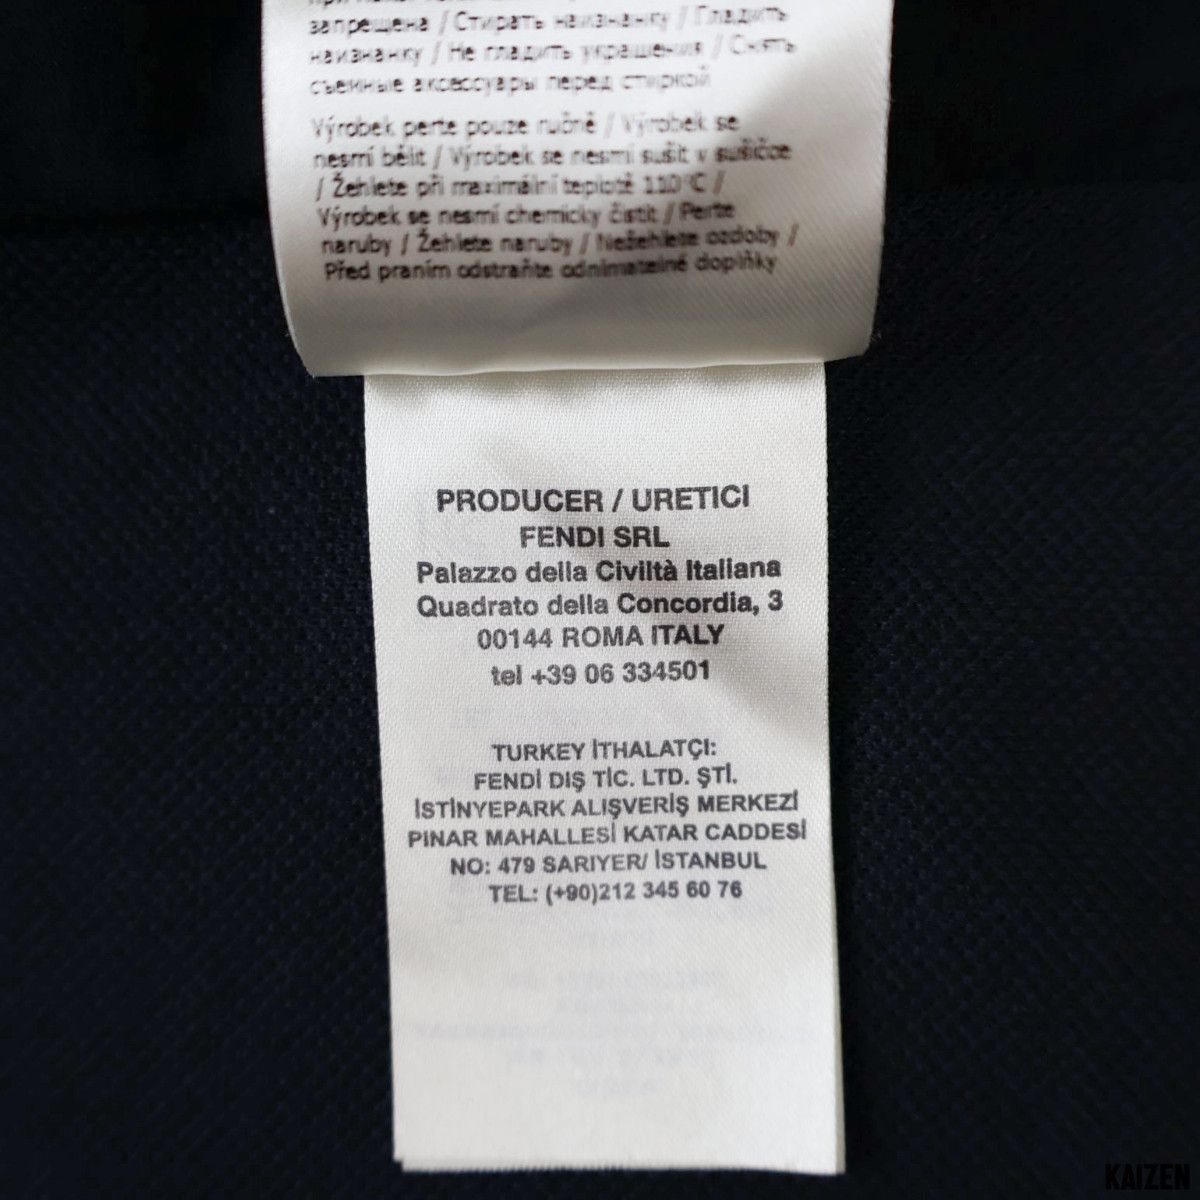 запрещена / Стирать наизнанку / Гладить
наизнанку / Не гладить украшения / Снять
съемные аксессуары перед стиркой
Výrobek perte pouze ručně / Výrobek se
nesmí bělit / Výrobek se nesmí sušit v sušičce
/ Žehlete při maximální teplotě 110°C /
Výrobek se nesmí chemicky čistit / Perte
naruby / Žehlete naruby / Nežehlete ozdoby /
Před praním odstraňte odnímatelné doplňky
PRODUCER / URETICI
FENDI SRL
Palazzo della Civiltà Italiana
Quadrato della Concordia, 3
00144 ROMA ITALY
tel +39 06 334501
TURKEY İTHALATÇI:
FENDİ DIŞ TİC. LTD. ŞTİ.
İSTİNYEPARK ALIŞVERİŞ MERKEZİ
PINAR MAHALLESİ KATAR CADDESİ
NO: 479 SARIYER/ İSTANBUL
TEL: (+90)212 345 60 76
KAIZEN